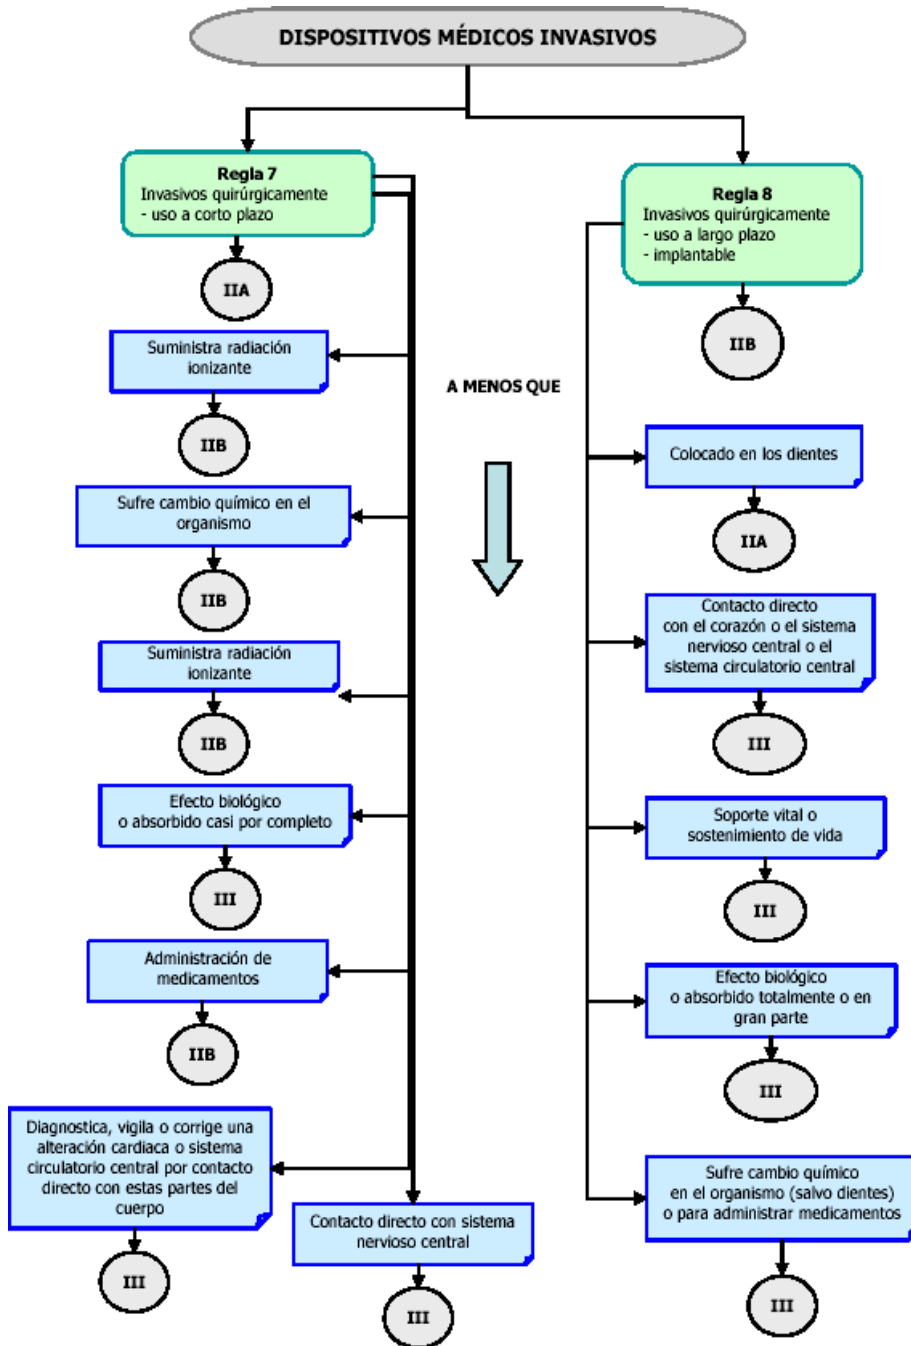 DISPOSITIVOS MÉDICOS INVASIVOS
Regla 7
Invasivos quirúrgicamente
- uso a corto plazo
IIA
Suministra radiación
ionizante
IIB
Sufre cambio químico en el
organismo
IIB
Suministra radiación
ionizante
IIB
Efecto biológico
o absorbido casi por completo
III
Administración de
medicamentos
IIB
Diagnostica, vigila o corrige una
alteración cardiaca o sistema
circulatorio central por contacto
directo con estas partes del
cuerpo
III
Contacto directo con sistema
nervioso central
III
A MENOS QUE
Regla 8
Invasivos quirúrgicamente
- uso a largo plazo
- implantable
IIB
Colocado en los dientes
IIA
Contacto directo
con el corazón o el sistema
nervioso central o el
sistema circulatorio central
III
Soporte vital o
sostenimiento de vida
III
Efecto biológico
o absorbido totalmente o en
gran parte
III
Sufre cambio químico
en el organismo (salvo dientes)
o para administrar medicamentos
III